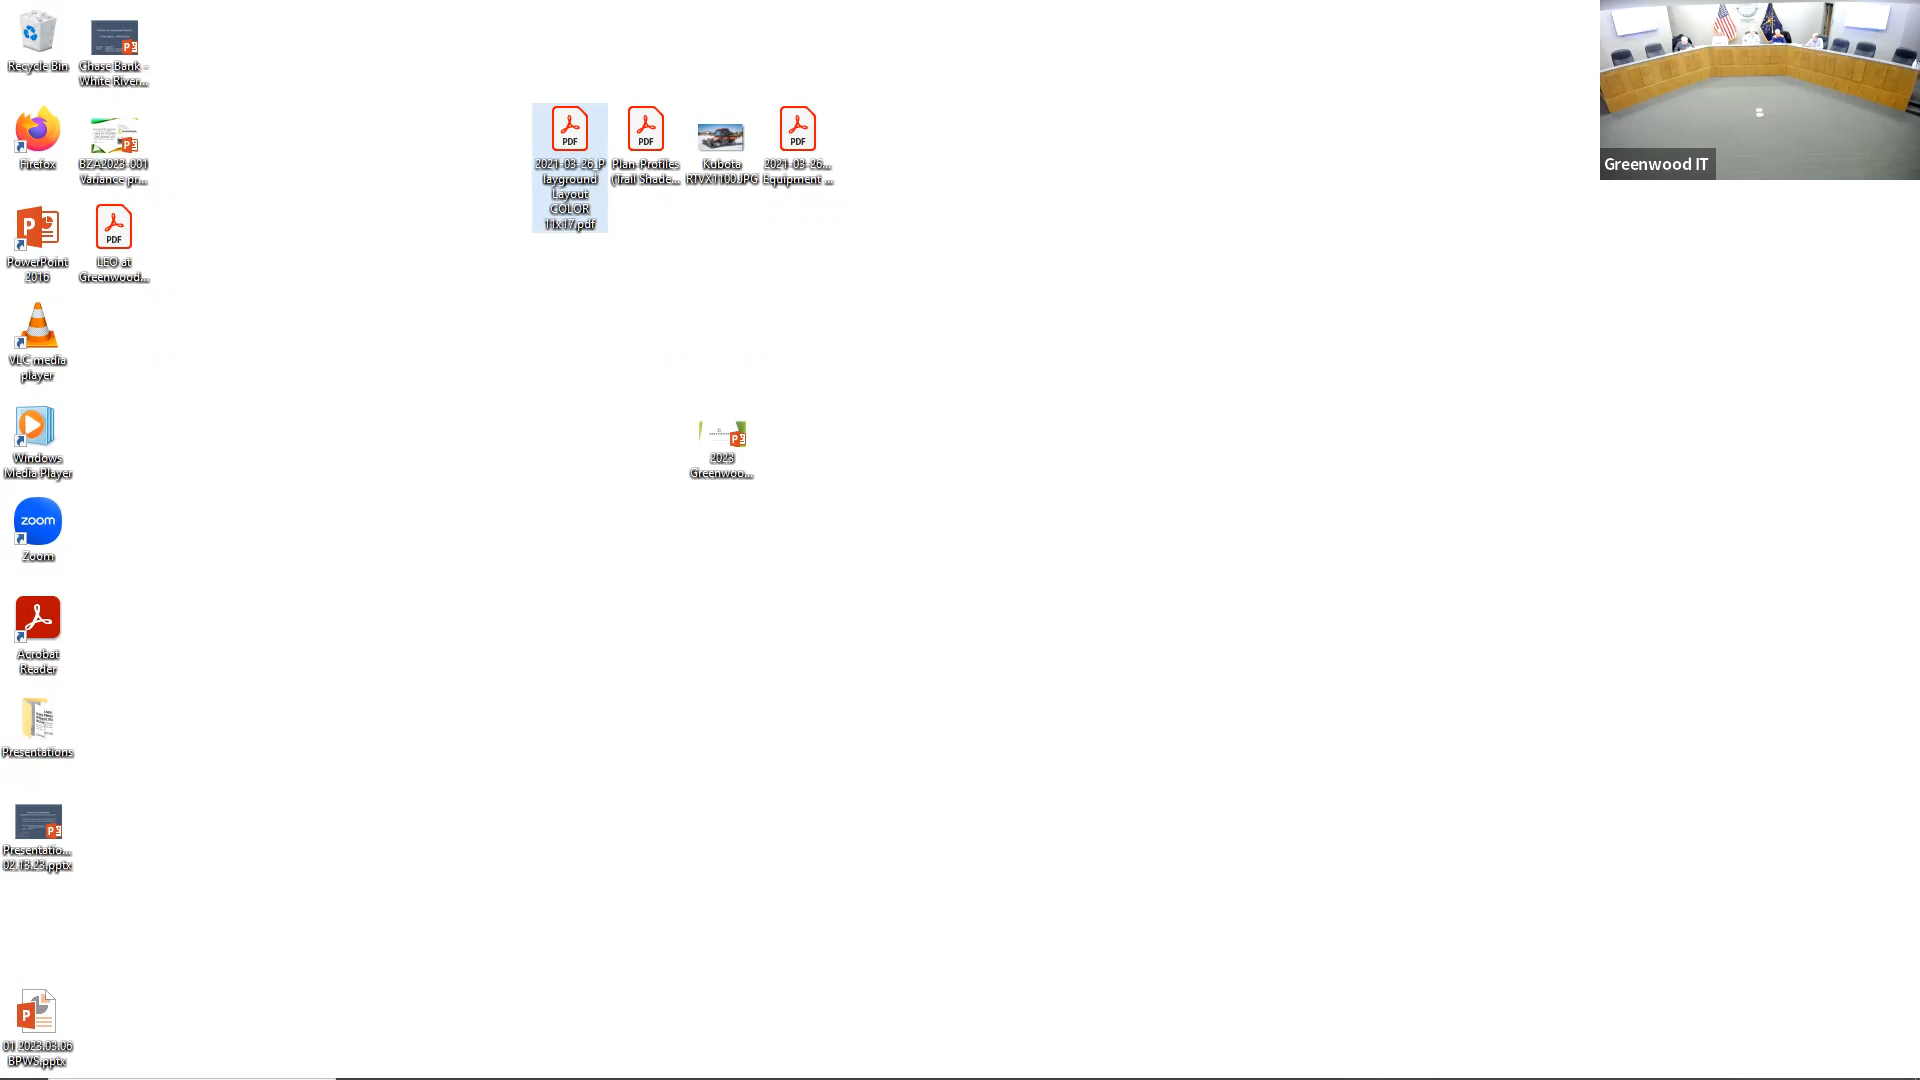 Recycle Bin
Chase Bank -
White River...
Firefox
BZA2023-001
Variance pr...
PowerPoint
2016
PDF
LEO at
Greenwood...
VLC media
player
Windows
Media Player
zoom
Zoom
Acrobat
Reader
Presentations
Presentatio...
02.13.23.pptx
01 2023.03.06
BPWS.pptx
PDF
2021-03-26_P
layground
Layout
COLOR
11x17.pdf
PDF
Plan-Profiles
(Trail Shade...
Kubota
RTVX1100.JPG
PDF
2021-03-26...
Equipment ...
2023
Greenwoo...
Greenwood IT